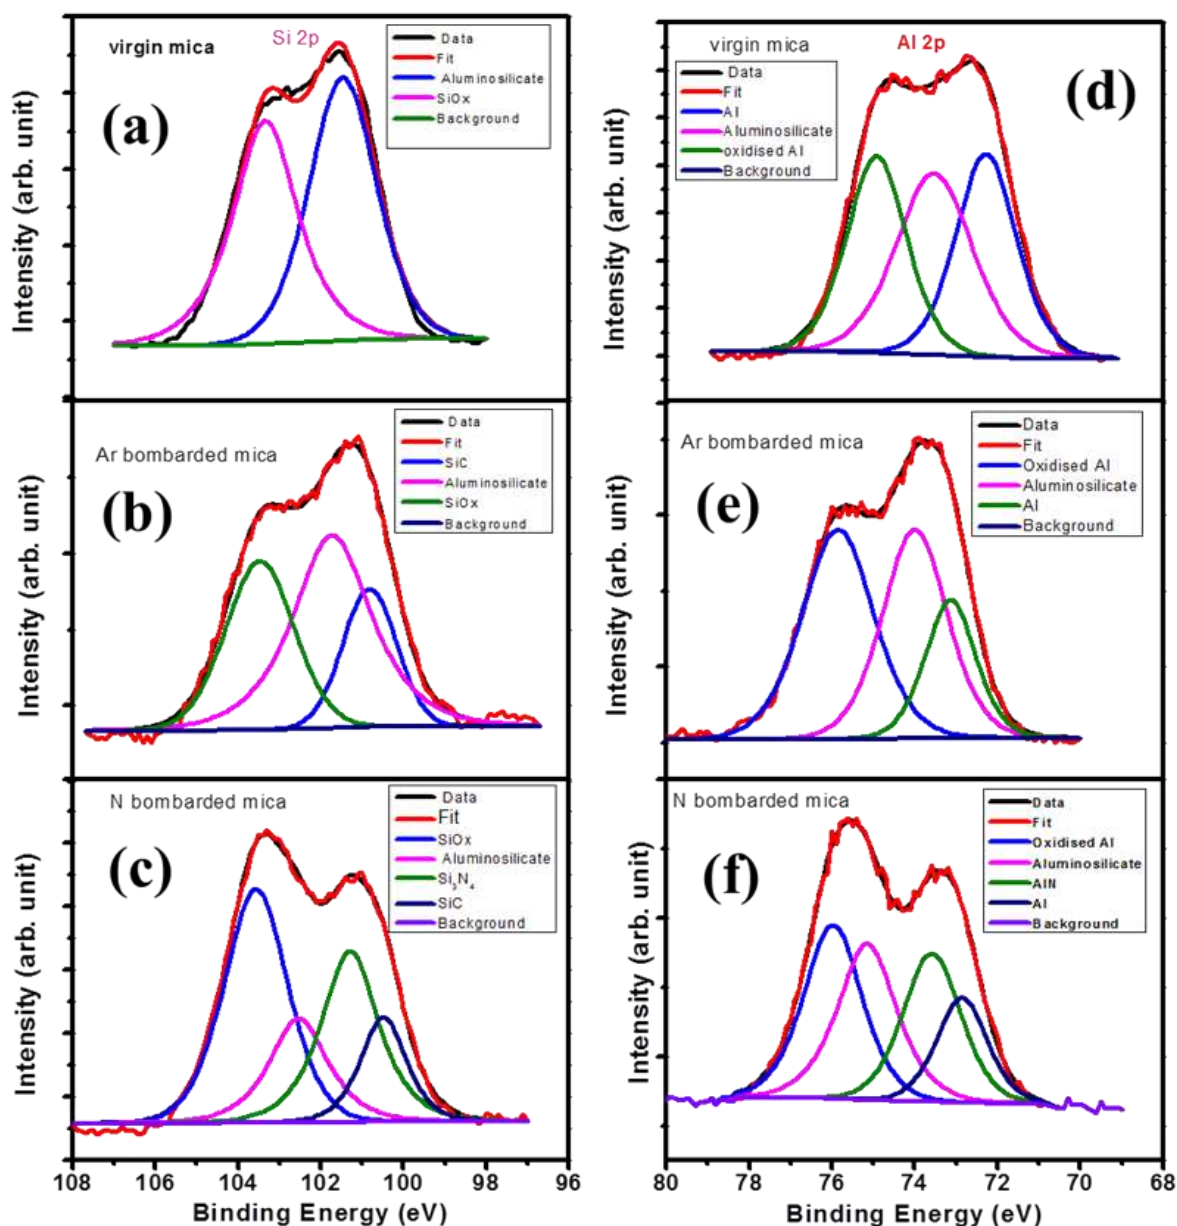 (a)
virgin mica
Si 2p
Data
Fit
Aluminosilicate
SiOx
Background
Intensity (arb. unit)
(b)
Ar bombarded mica
Data
Fit
SiC
Aluminosilicate
SiOx
Background
Intensity (arb. unit)
(c)
N bombarded mica
Data
Fit
SiOx
Aluminosilicate
Si3N4
SiC
Background
Intensity (arb. unit)
108 106 104 102 100 98 96
Binding Energy (eV)
(d)
virgin mica
Al 2p
Data
Fit
Al
Aluminosilicate
oxidised Al
Background
Intensity (arb. unit)
(e)
Ar bombarded mica
Data
Fit
Oxidised Al
Aluminosilicate
Al
Background
Intensity (arb. unit)
(f)
N bombarded mica
Data
Fit
Oxidised Al
Aluminosilicate
AlN
Al
Background
Intensity (arb. unit)
80 78 76 74 72 70 68
Binding Energy (eV)